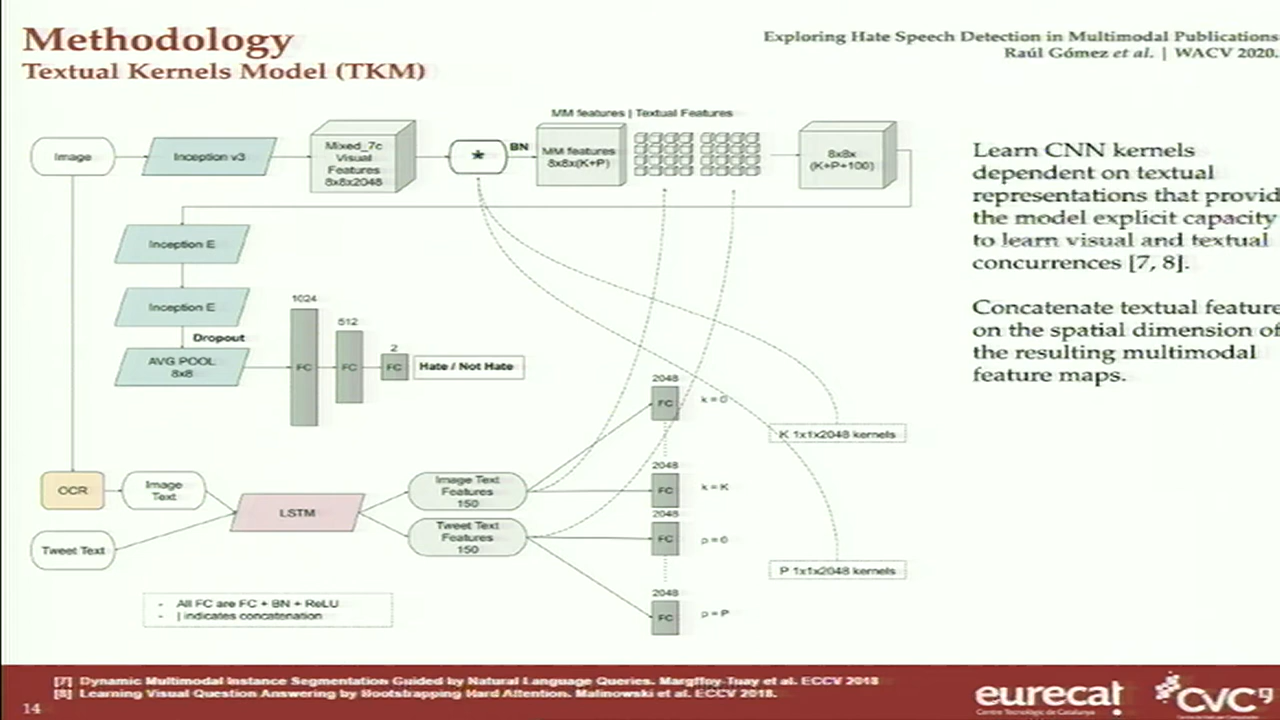 Methodology
Textual Kernels Model (TKM)
Exploring Hate Speech Detection in Multimodal Publications
Raúl Gómez et al. | WACV 2020.
MM features | Textual Features
Image
Inception v3
Mixed_7c
Visual
Features
8x8x2048
*
BN
MM features
8x8x(K+P)
8x8x
(K+P+100)
Inception E
Inception E
Dropout
AVG POOL
8x8
1024
FC
512
FC
2
FC
Hate / Not Hate
2048
FC
k = 0
K 1x1x2048 kernels
2048
FC
k = K
2048
FC
p = 0
P 1x1x2048 kernels
2048
FC
p = P
OCR
Image
Text
LSTM
Tweet Text
Image Text
Features
150
Tweet Text
Features
150
- All FC are FC + BN + ReLU
- | indicates concatenation
Learn CNN kernels
dependent on textual
representations that provid
the model explicit capacity
to learn visual and textual
concurrences [7, 8].
Concatenate textual feature
on the spatial dimension of
the resulting multimodal
feature maps.
[7] Dynamic Multimodal Instance Segmentation Guided by Natural Language Queries. Margffoy-Tuay et al. ECCV 2018
[8] Learning Visual Question Answering by Bootstrapping Hard Attention. Malinowski et al. ECCV 2018.
14
eurecat
Centre Tecnològic de Catalunya
CVC